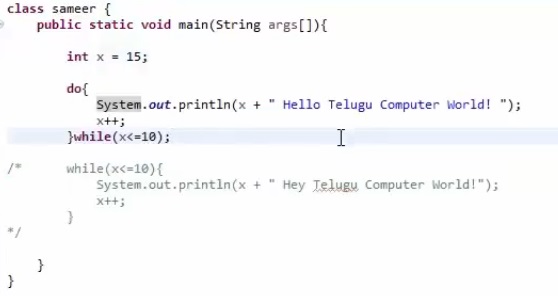 class sameer {
public static void main(String args[]){
int x = 15;
do{
System.out.println(x + " Hello Telugu Computer World! ");
x++;
}while(x<=10);
/* while(x<=10){
System.out.println(x + " Hey Telugu Computer World!");
x++;
}
*/
}
}